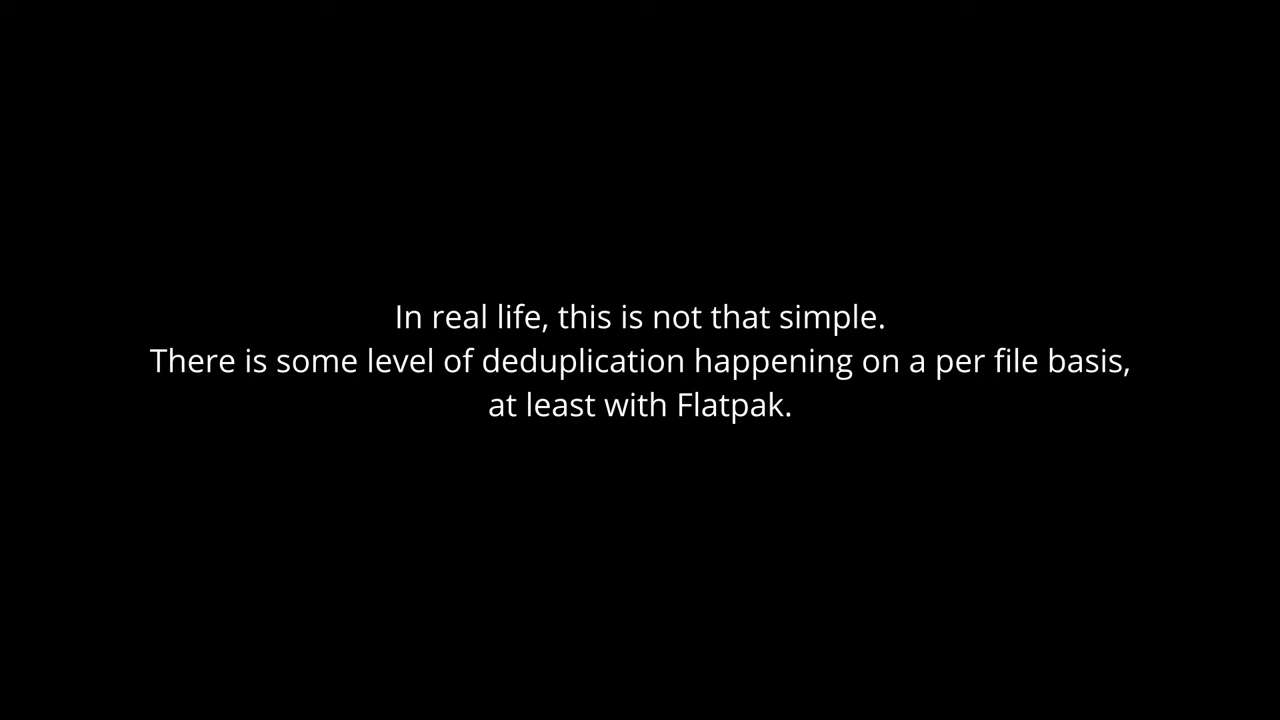 In real life, this is not that simple.
There is some level of deduplication happening on a per file basis,
at least with Flatpak.